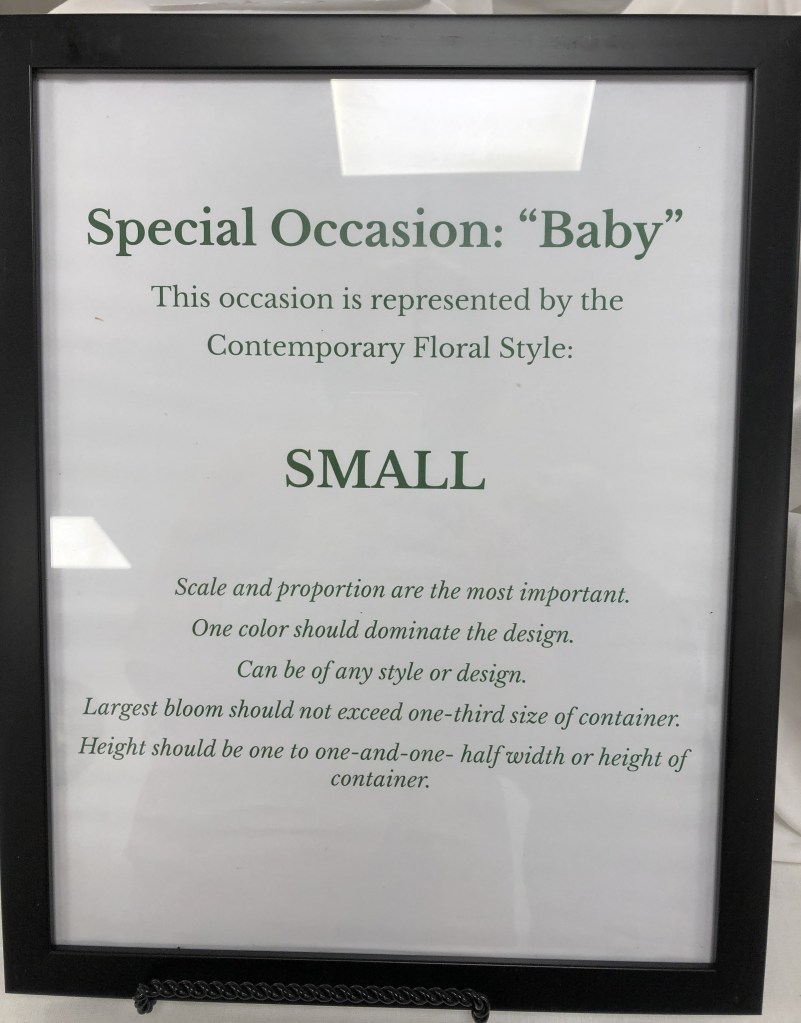 Special Occasion: “Baby”
This occasion is represented by the
Contemporary Floral Style:
SMALL
Scale and proportion are the most important.
One color should dominate the design.
Can be of any style or design.
Largest bloom should not exceed one-third size of container.
Height should be one to one-and-one- half width or height of
container.